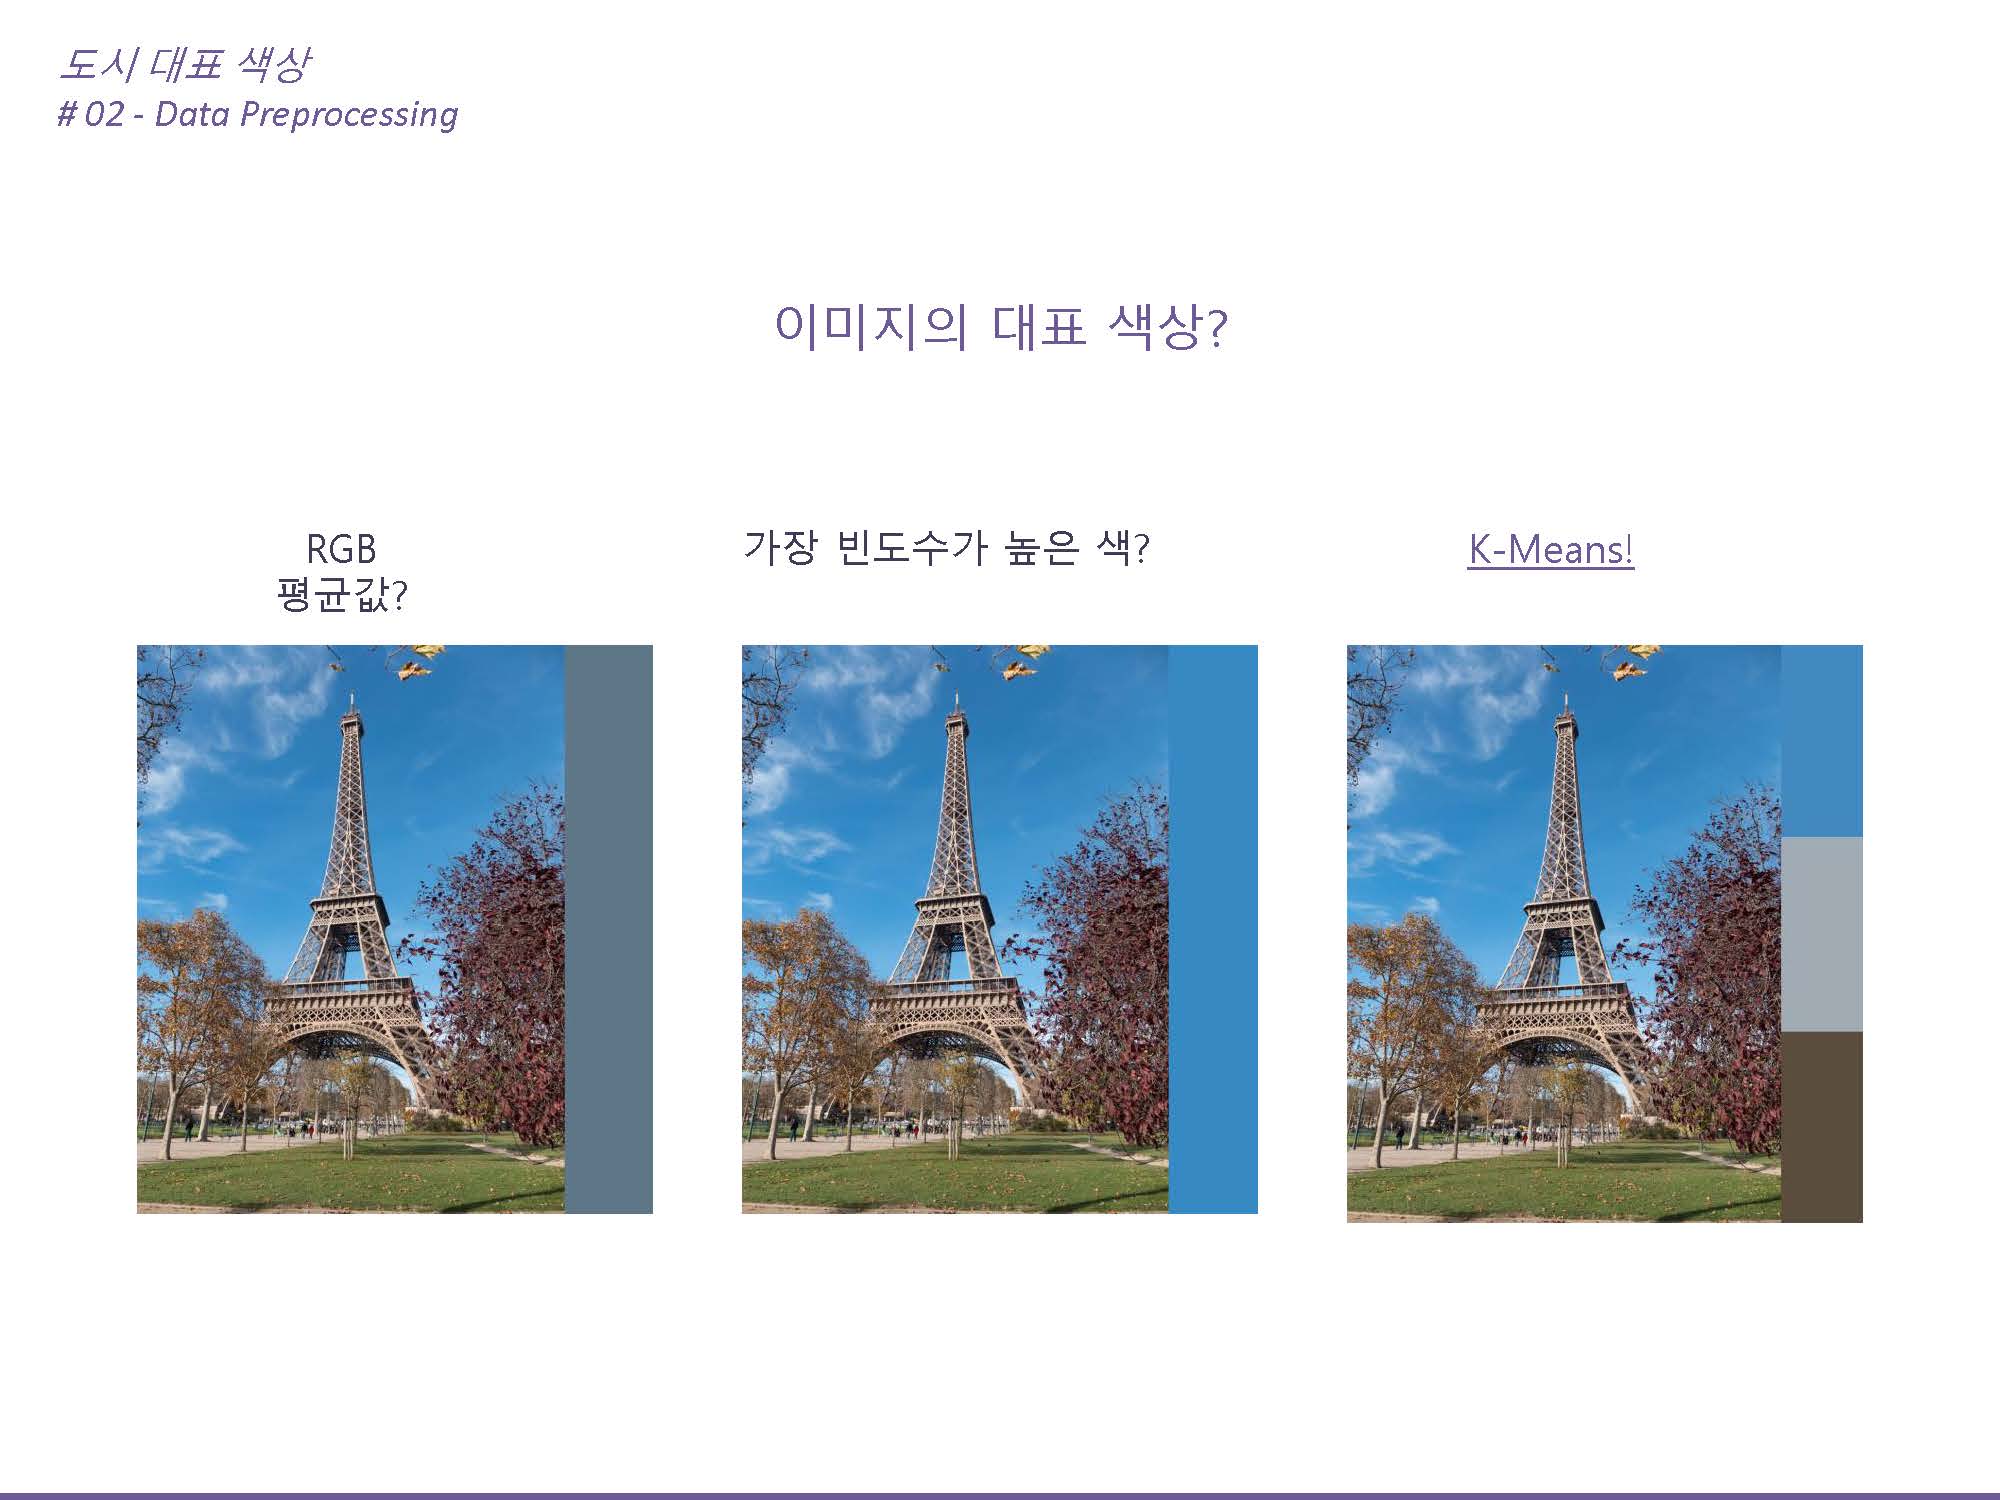 도시 대표 색상
# 02 - Data Preprocessing
이미지의 대표 색상?
RGB
평균값?
가장 빈도수가 높은 색?
K-Means!